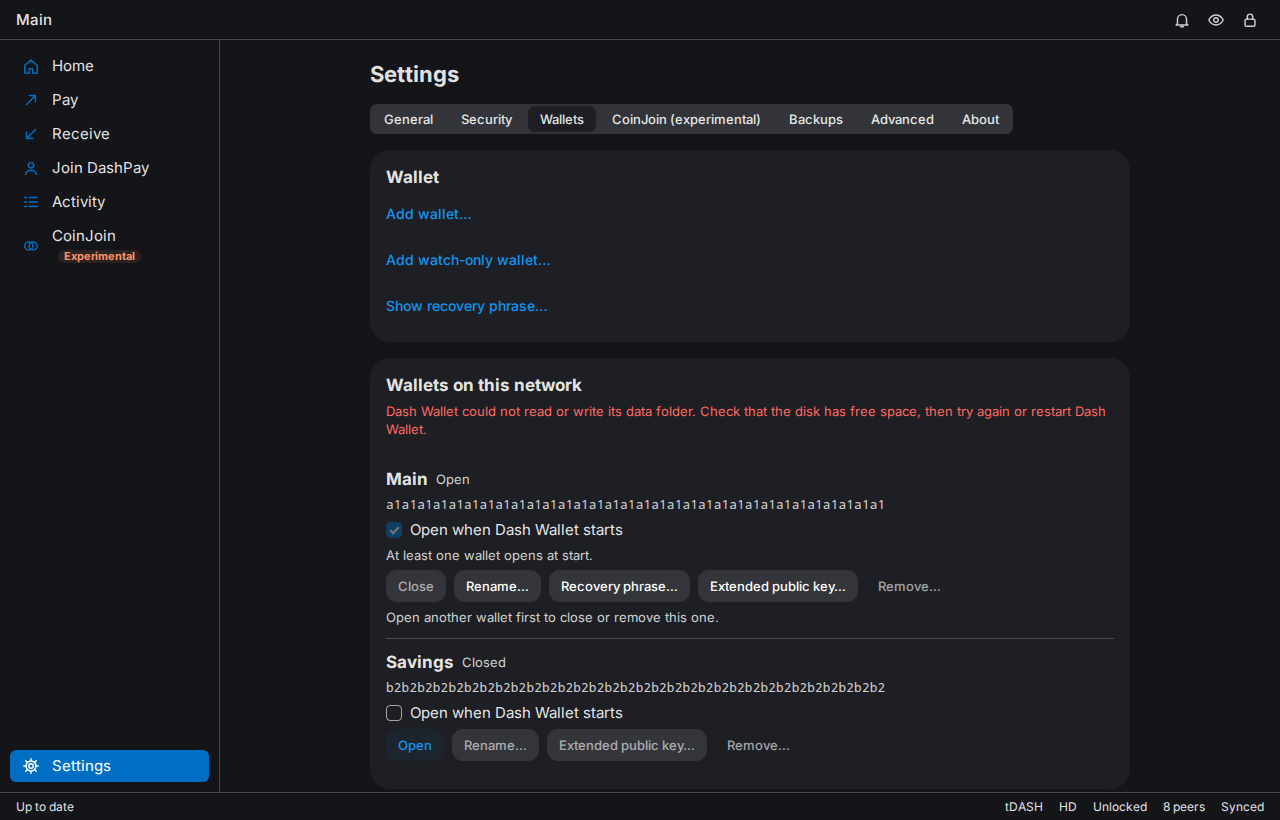 Main
Home
Pay
Receive
Join DashPay
Activity
CoinJoin
Experimental
Settings
Settings
General Security Wallets CoinJoin (experimental) Backups Advanced About
Wallet
Add wallet...
Add watch-only wallet...
Show recovery phrase...
Wallets on this network
Dash Wallet could not read or write its data folder. Check that the disk has free space, then try again or restart Dash
Wallet.
Main Open
a1a1a1a1a1a1a1a1a1a1a1a1a1a1a1a1a1a1a1a1a1a1a1a1a1a1a1a1a1a1a1a1
Open when Dash Wallet starts
At least one wallet opens at start.
Close Rename... Recovery phrase... Extended public key... Remove...
Open another wallet first to close or remove this one.
Savings Closed
b2b2b2b2b2b2b2b2b2b2b2b2b2b2b2b2b2b2b2b2b2b2b2b2b2b2b2b2b2b2b2b2
Open when Dash Wallet starts
Open Rename... Extended public key... Remove...
Up to date tDASH HD Unlocked 8 peers Synced